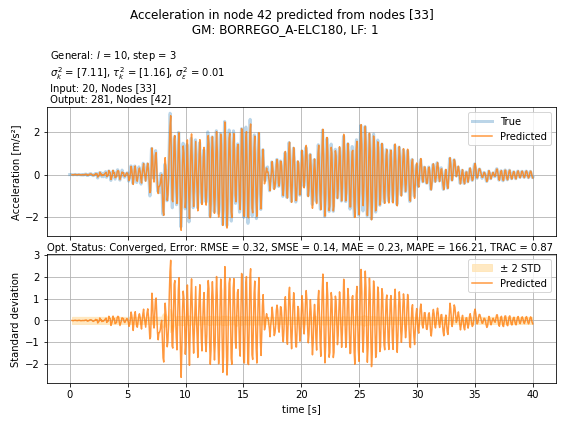 Acceleration in node 42 predicted from nodes [33]
GM: BORREGO_A-ELC180, LF: 1
General: l = 10, step = 3
σ²ₖ = [7.11], τ²ₖ = [1.16], σ²ε = 0.01
Input: 20, Nodes [33]
Output: 281, Nodes [42]
True
Predicted
Acceleration [m/s²]
2
0
−2
Opt. Status: Converged, Error: RMSE = 0.32, SMSE = 0.14, MAE = 0.23, MAPE = 166.21, TRAC = 0.87
± 2 STD
Predicted
Standard deviation
3
2
1
0
−1
−2
0 5 10 15 20 25 30 35 40
time [s]